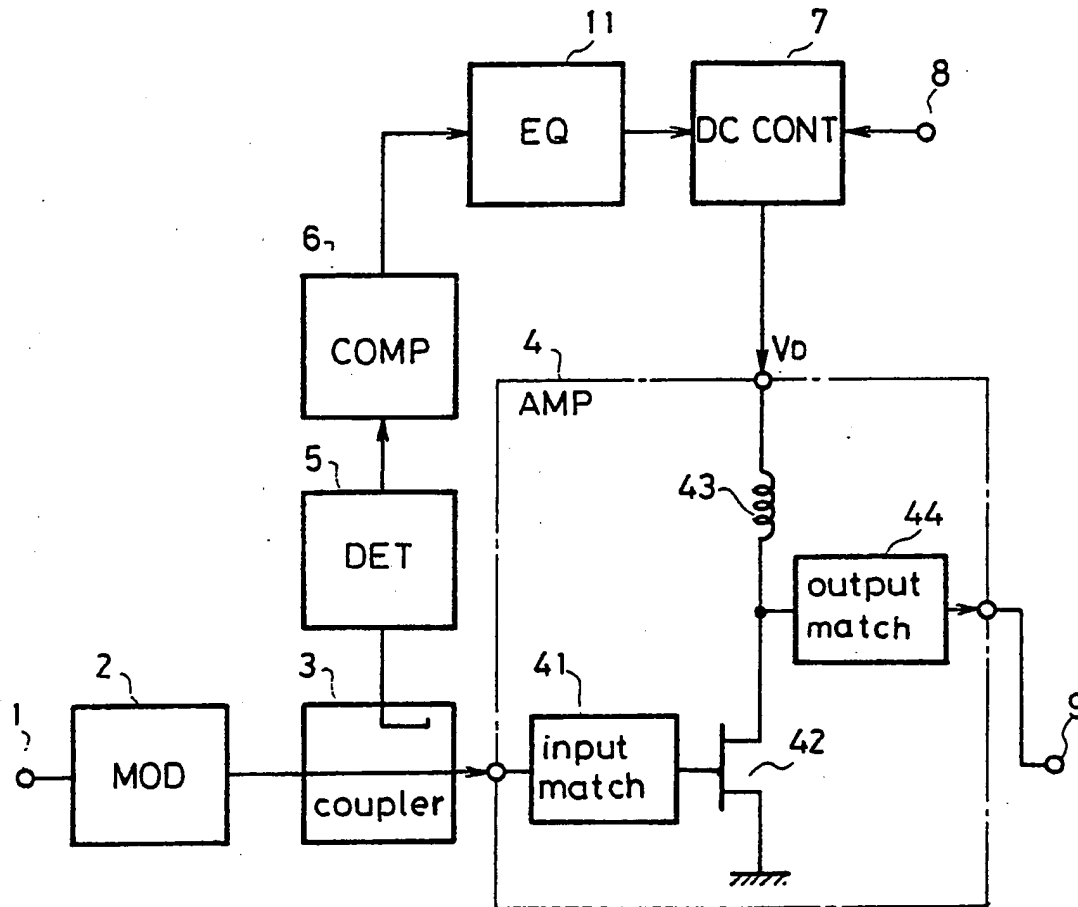 11
7
8
EQ
DC CONT
6
COMP
4
VD
AMP
5
43
44
DET
output
match
2
3
41
1
9
42
MOD
coupler
input
match